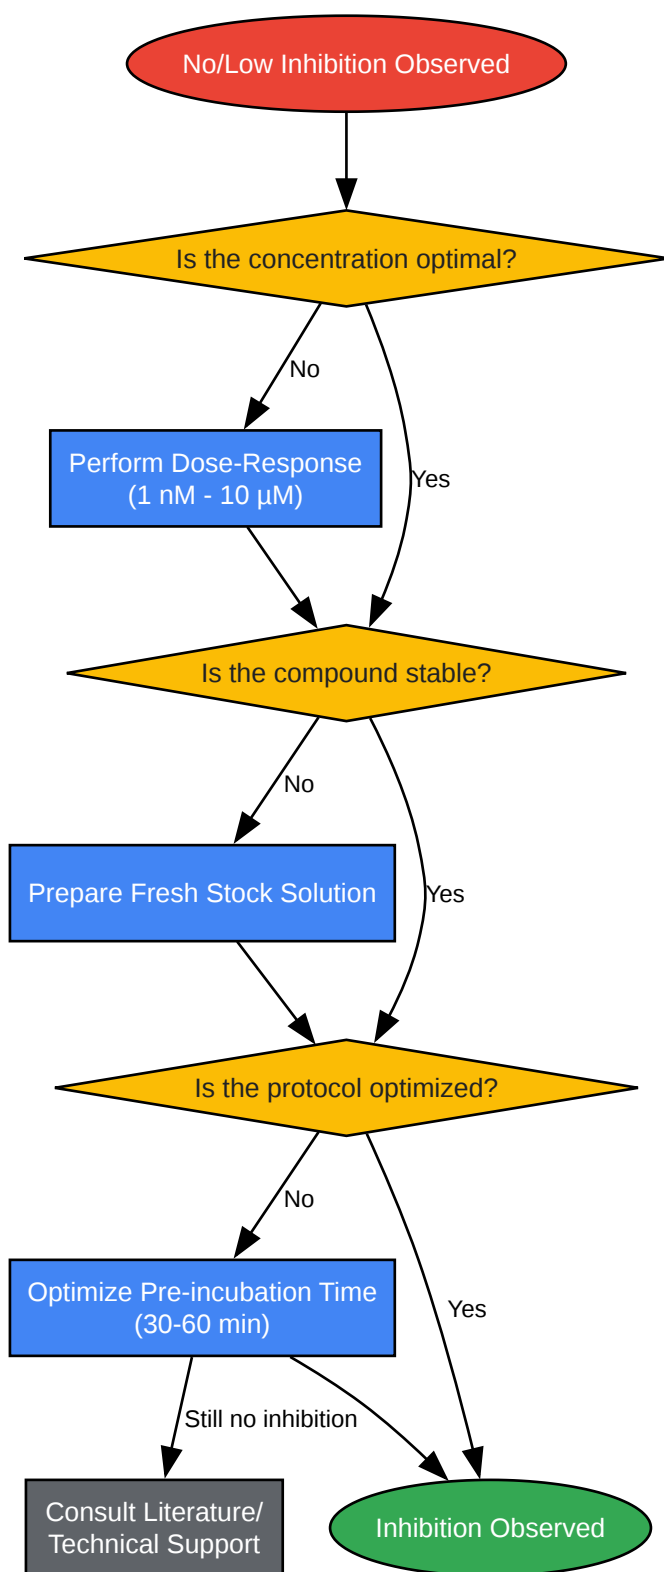 No/Low Inhibition Observed
Is the concentration optimal?
No
Perform Dose-Response
(1 nM - 10 µM)
Yes
Is the compound stable?
No
Prepare Fresh Stock Solution
Yes
Is the protocol optimized?
No
Optimize Pre-incubation Time
(30-60 min)
Yes
Still no inhibition
Consult Literature/
Technical Support
Inhibition Observed